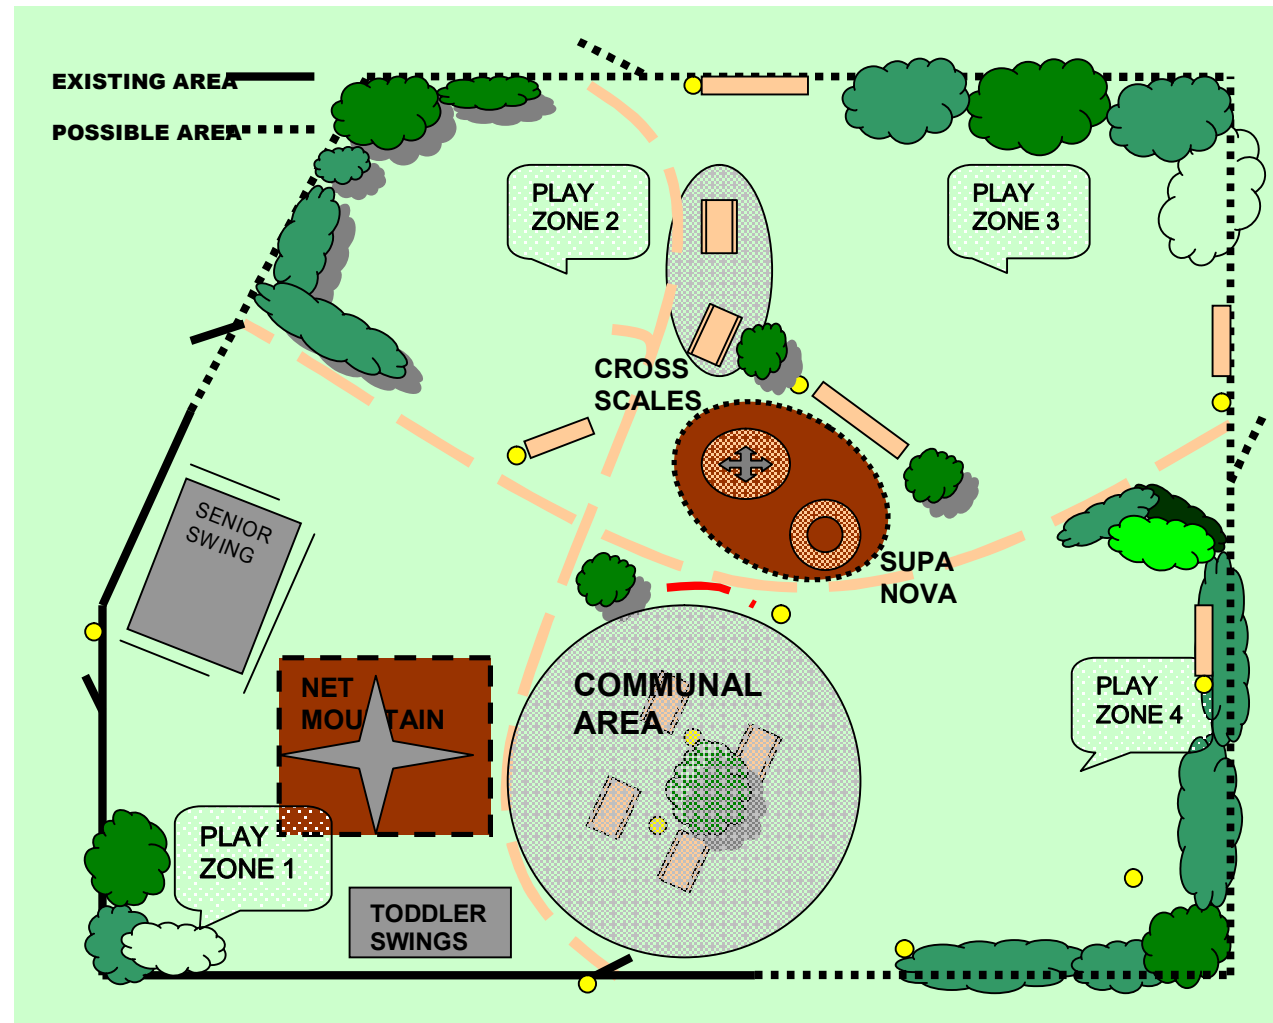 EXISTING AREA
POSSIBLE AREA
PLAY
ZONE 2
PLAY
ZONE 3
CROSS
SCALES
SENIOR
SWING
SUPA
NOVA
NET
MOUNTAIN
COMMUNAL
AREA
PLAY
ZONE 4
PLAY
ZONE 1
TODDLER
SWINGS